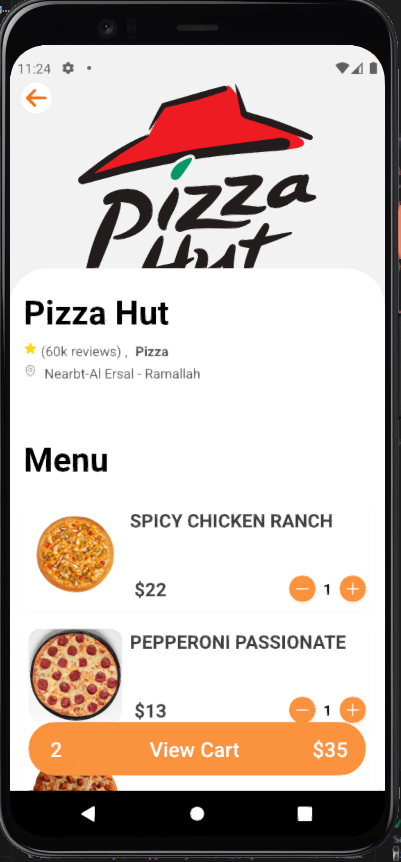 11:24
Pizza
Hut
Pizza Hut
(60k reviews) , Pizza
Nearbt-Al Ersal - Ramallah
Menu
SPICY CHICKEN RANCH
$22
1
PEPPERONI PASSIONATE
$13
1
2 View Cart $35